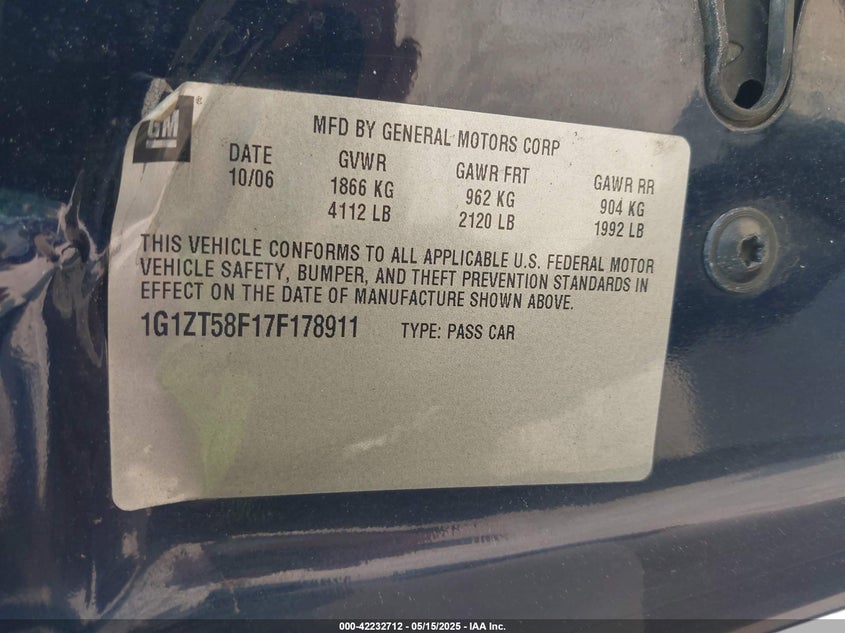 GM
MFD BY GENERAL MOTORS CORP
DATE GVWR GAWR FRT GAWR RR
10/06 1866 KG 962 KG 904 KG
4112 LB 2120 LB 1992 LB
THIS VEHICLE CONFORMS TO ALL APPLICABLE U.S. FEDERAL MOTOR
VEHICLE SAFETY, BUMPER, AND THEFT PREVENTION STANDARDS IN
EFFECT ON THE DATE OF MANUFACTURE SHOWN ABOVE.
1G1ZT58F17F178911 TYPE: PASS CAR
000-42232712 - 05/15/2025 - IAA Inc.